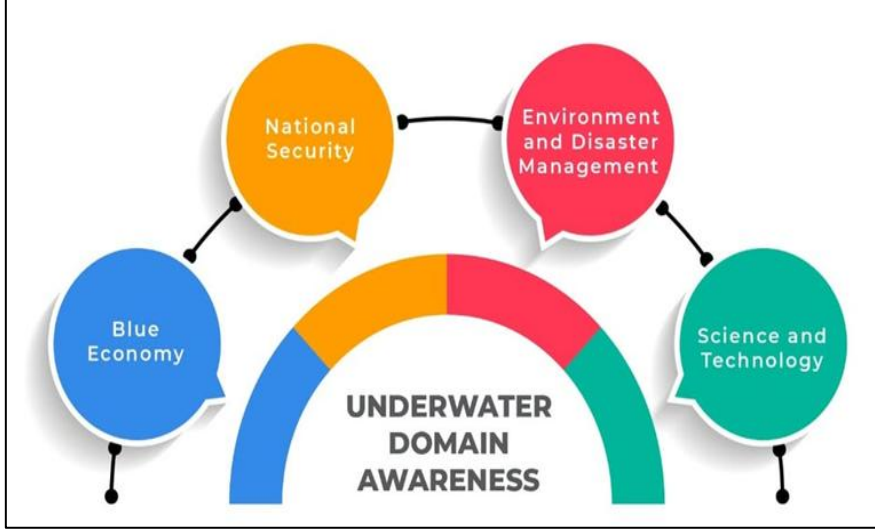 National
Security
Environment
and Disaster
Management
Blue
Economy
Science and
Technology
UNDERWATER
DOMAIN
AWARENESS